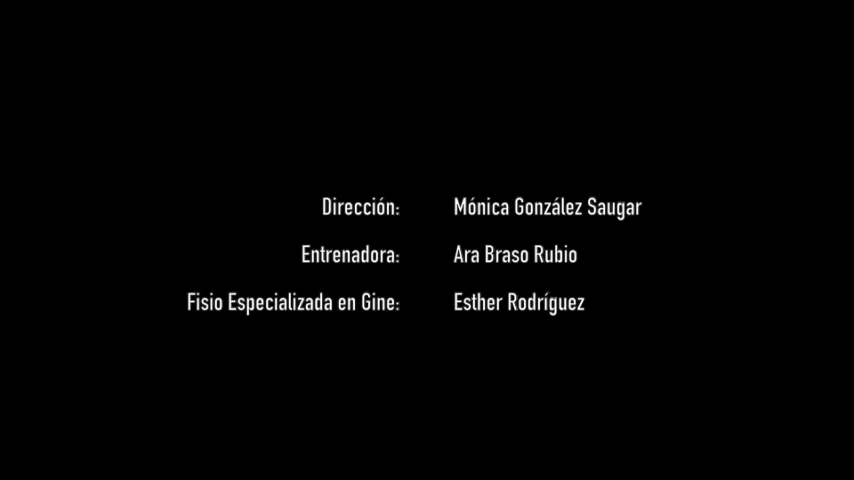 Dirección: Mónica González Saugar
Entrenadora: Ara Braso Rubio
Fisio Especializada en Gine: Esther Rodríguez